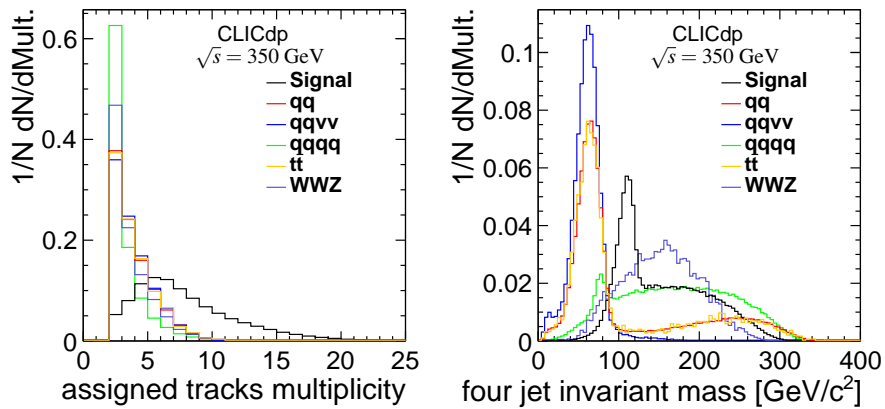 1/N dN/dMult.
0.6
0.4
0.2
0
0 5 10 15 20 25
assigned tracks multiplicity
CLICdp
√s = 350 GeV
Signal
qq
qqvv
qqqq
tt
WWZ
1/N dN/dMult.
0.1
0.08
0.06
0.04
0.02
0
0 100 200 300 400
four jet invariant mass [GeV/c²]
CLICdp
√s = 350 GeV
Signal
qq
qqvv
qqqq
tt
WWZ